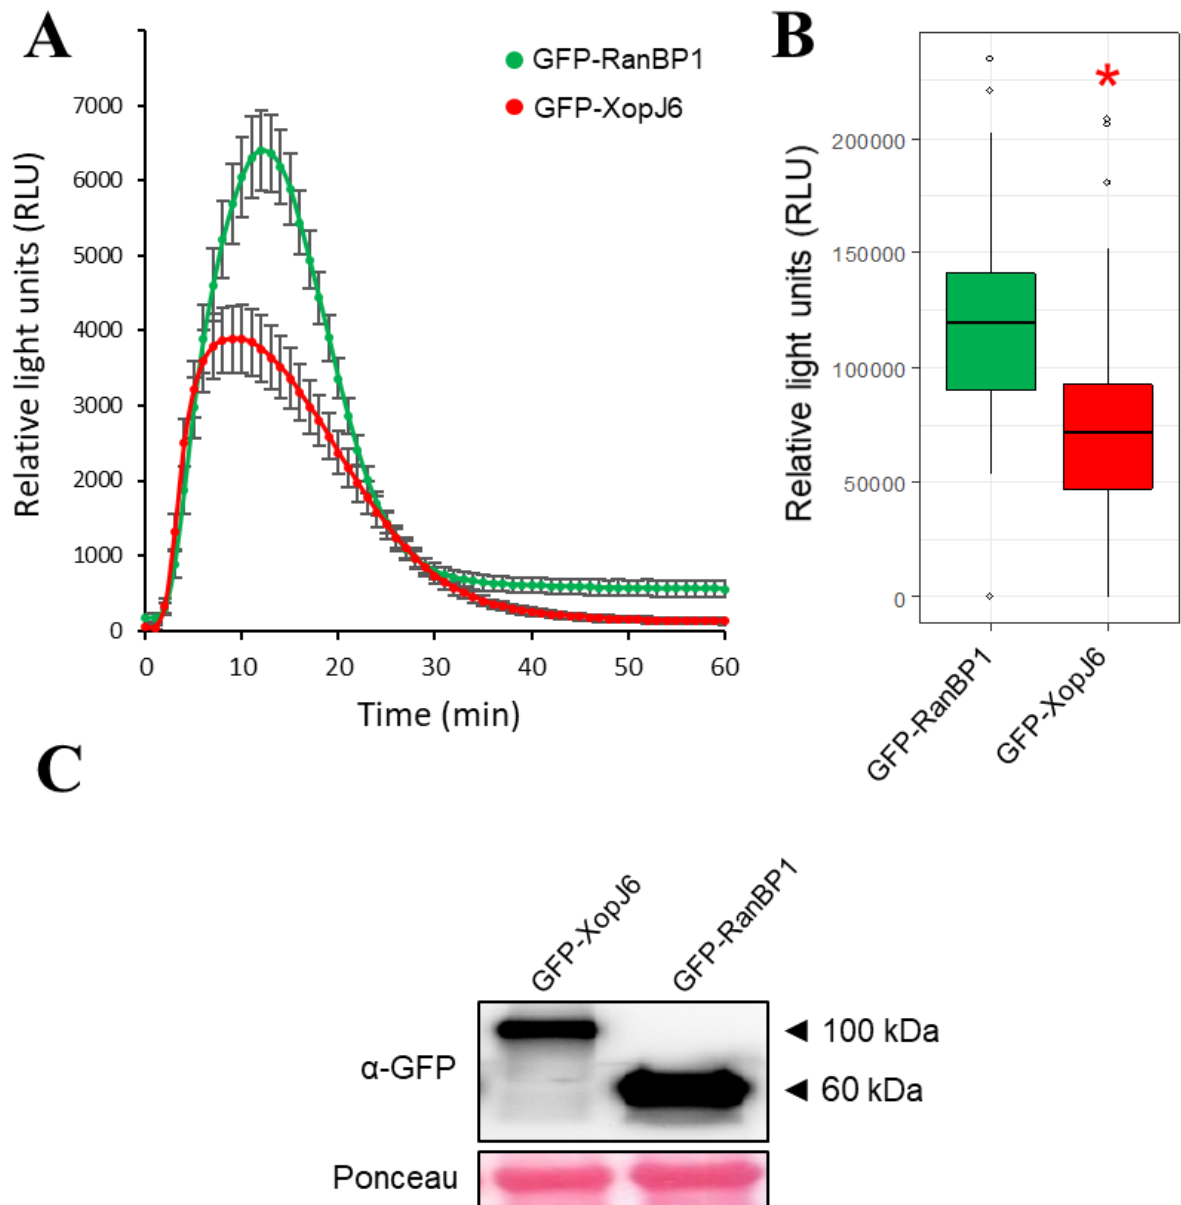 A
GFP-RanBP1
GFP-XopJ6
7000
6000
5000
4000
3000
2000
1000
0
Relative light units (RLU)
0 10 20 30 40 50 60
Time (min)
B
*
200000
150000
100000
50000
0
Relative light units (RLU)
GFP-RanBP1
GFP-XopJ6
C
GFP-XopJ6
GFP-RanBP1
α-GFP
◄ 100 kDa
◄ 60 kDa
Ponceau